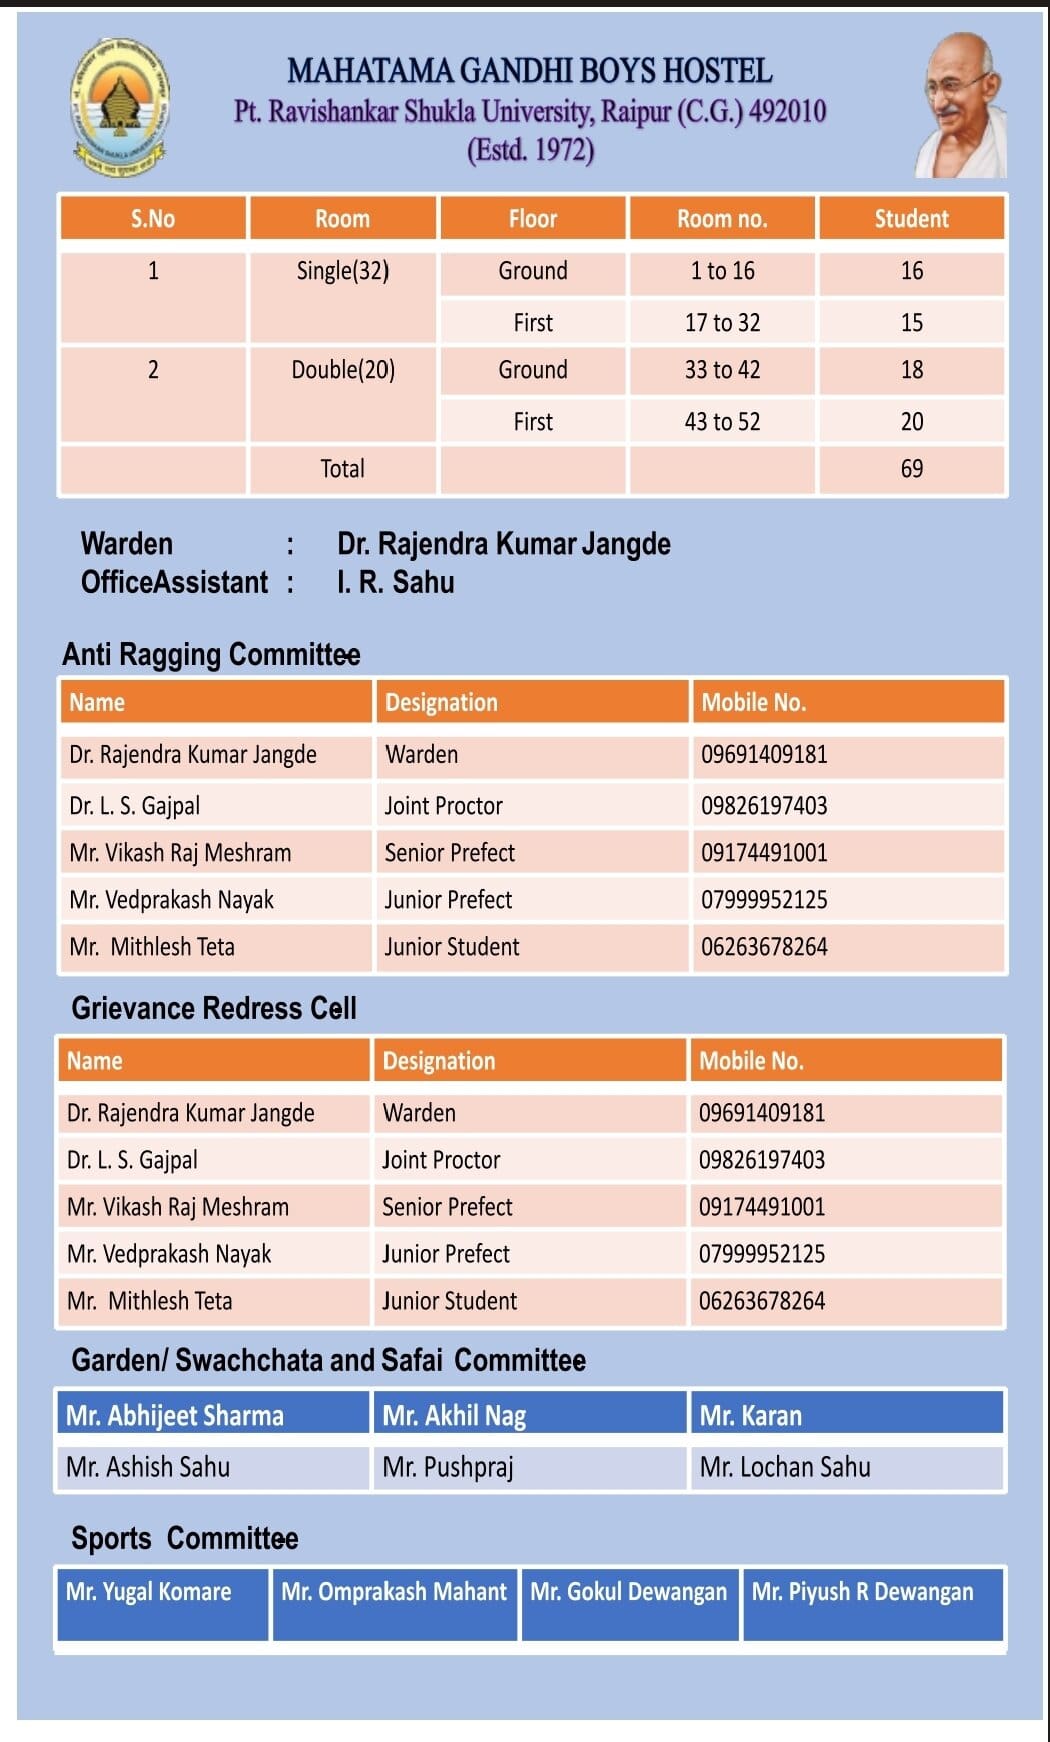 MAHATAMA GANDHI BOYS HOSTEL
Pt. Ravishankar Shukla University, Raipur (C.G.) 492010
(Estd. 1972)
S.No Room Floor Room no. Student
1 Single(32) Ground 1 to 16 16
First 17 to 32 15
2 Double(20) Ground 33 to 42 18
First 43 to 52 20
Total 69
Warden : Dr. Rajendra Kumar Jangde
OfficeAssistant : I. R. Sahu
Anti Ragging Committee
Name Designation Mobile No.
Dr. Rajendra Kumar Jangde Warden 09691409181
Dr. L. S. Gajpal Joint Proctor 09826197403
Mr. Vikash Raj Meshram Senior Prefect 09174491001
Mr. Vedprakash Nayak Junior Prefect 07999952125
Mr. Mithlesh Teta Junior Student 06263678264
Grievance Redress Cell
Name Designation Mobile No.
Dr. Rajendra Kumar Jangde Warden 09691409181
Dr. L. S. Gajpal Joint Proctor 09826197403
Mr. Vikash Raj Meshram Senior Prefect 09174491001
Mr. Vedprakash Nayak Junior Prefect 07999952125
Mr. Mithlesh Teta Junior Student 06263678264
Garden/ Swachchata and Safai Committee
Mr. Abhijeet Sharma Mr. Akhil Nag Mr. Karan
Mr. Ashish Sahu Mr. Pushpraj Mr. Lochan Sahu
Sports Committee
Mr. Yugal Komare Mr. Omprakash Mahant Mr. Gokul Dewangan Mr. Piyush R Dewangan